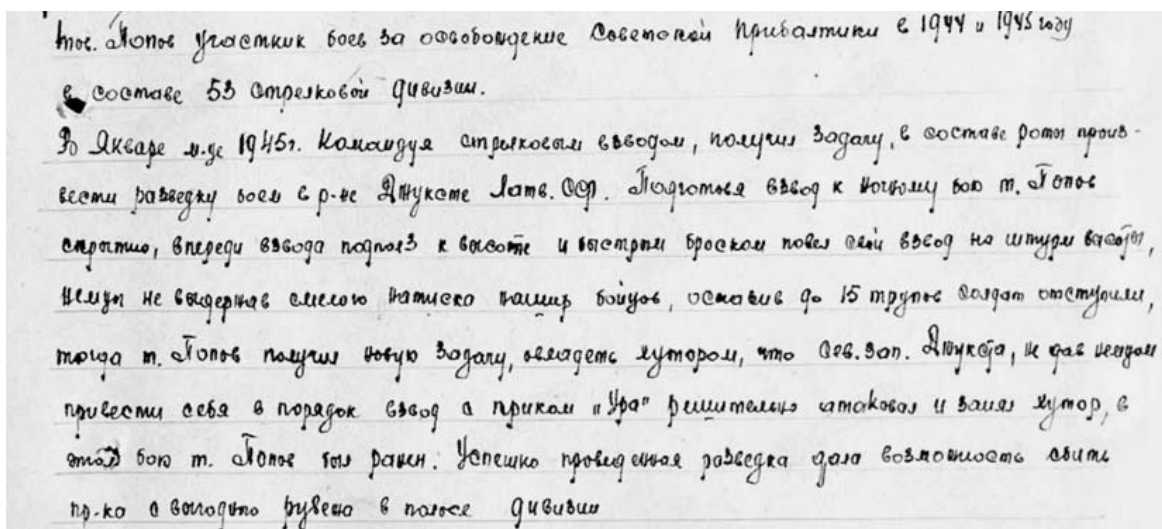 тов. Попов участник боев за освобождение Советской Прибалтики в 1944 и 1945 году
в составе 53 стрелковой дивизии.
В Январе м-це 1945г. Командуя стрелковым взводом, получил задачу, в составе роты произ-
вести разведку боем в р-не Джуксте Латв. ССР. Подготовя взвод к ночному бою т. Попов
скрытно, впереди взвода подполз к высоте и быстрым броском повел свой взвод на штурм высоты,
немцы не выдержав смелого натиска наших бойцов, оставив до 15 трупов солдат отступили,
тогда т. Попов получил новую задачу, овладеть хутором, что сев. зап. Джукста, не дав немцам
привести себя в порядок взвод с криком "Ура" решительно атаковал и занял хутор, в
этом бою т. Попов был ранен. Успешно проведенная разведка дала возможность сбить
пр-ка с выгодного рубежа в полосе дивизии